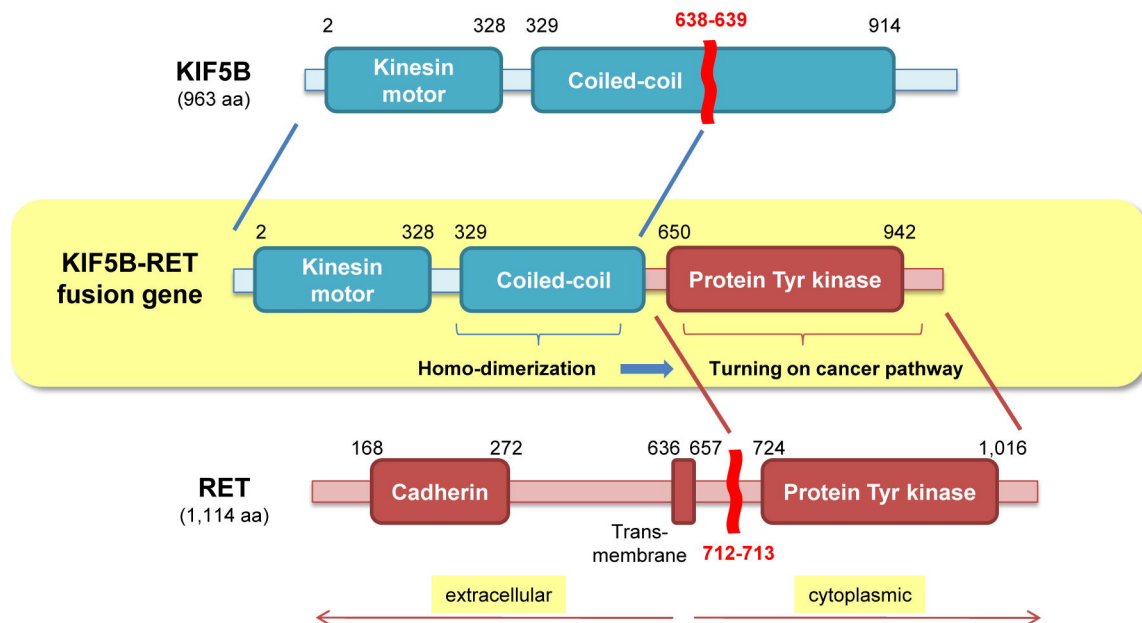 638-639
2
328
329
914
KIF5B
(963 aa)
Kinesin
motor
Coiled-coil
2
328
329
650
942
KIF5B-RET
fusion gene
Kinesin
motor
Coiled-coil
Protein Tyr kinase
Homo-dimerization
Turning on cancer pathway
168
272
636
657
724
1,016
RET
(1,114 aa)
Cadherin
Protein Tyr kinase
Trans-
membrane
712-713
extracellular
cytoplasmic